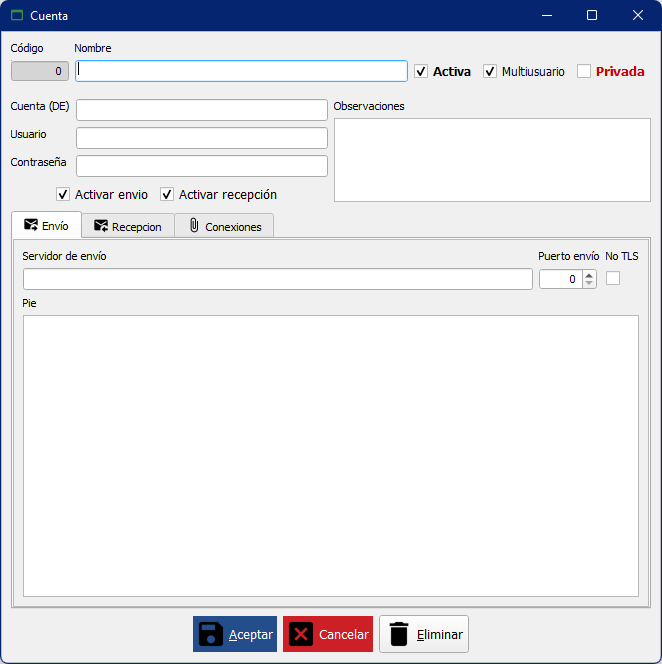 Cuenta
Código Nombre
0 Activa Multiusuario Privada
Cuenta (DE) Observaciones
Usuario
Contraseña
Activar envio Activar recepción
Envío Recepcion Conexiones
Servidor de envío Puerto envío No TLS
0
Pie
Aceptar Cancelar Eliminar